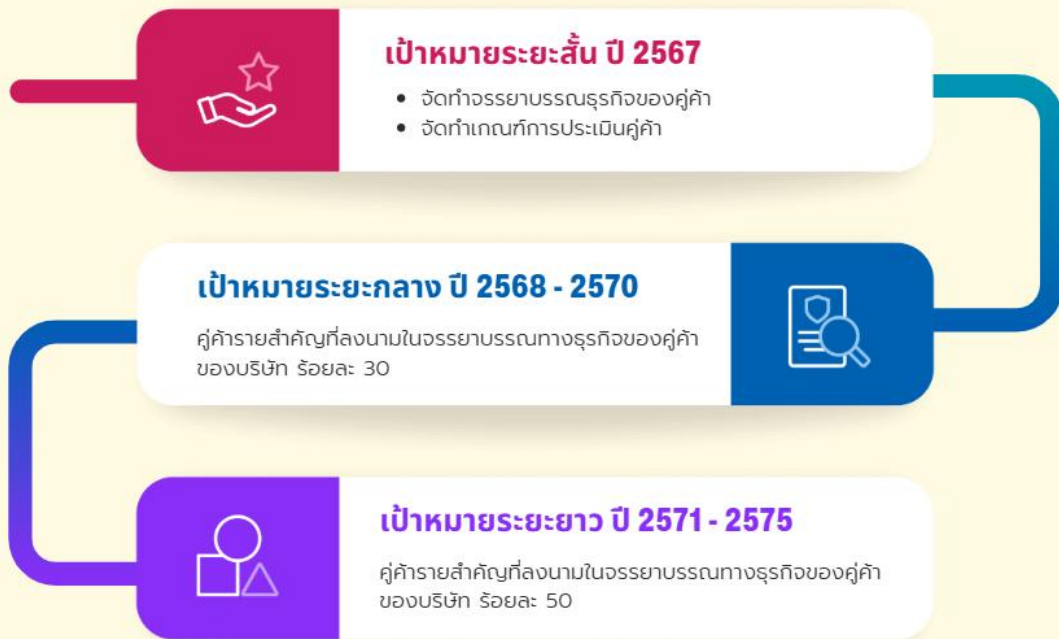 เป้าหมายระยะสั้น ปี 2567
• จัดทำจรรยาบรรณธุรกิจของคู่ค้า
• จัดทำเกณฑ์การประเมินคู่ค้า
เป้าหมายระยะกลาง ปี 2568 - 2570
คู่ค้ารายสำคัญที่ลงนามในจรรยาบรรณทางธุรกิจของคู่ค้า
ของบริษัท ร้อยละ 30
เป้าหมายระยะยาว ปี 2571 - 2575
คู่ค้ารายสำคัญที่ลงนามในจรรยาบรรณทางธุรกิจของคู่ค้า
ของบริษัท ร้อยละ 50